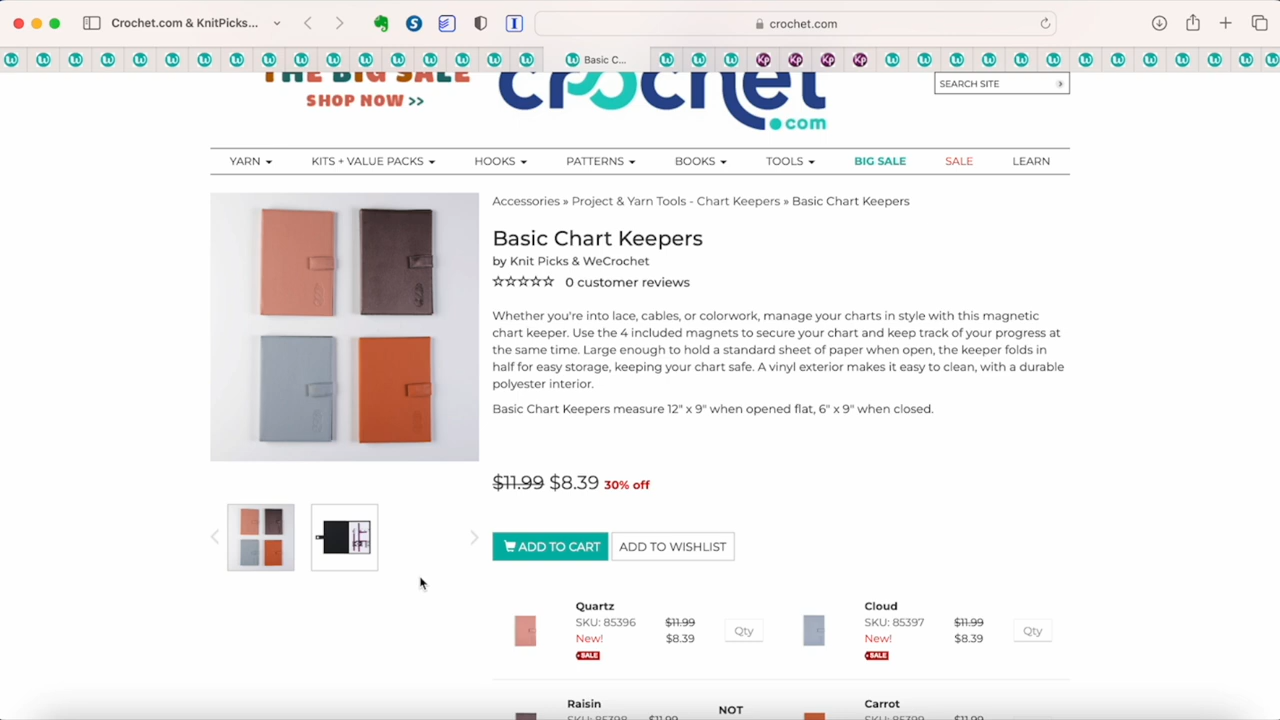 Crochet.com & KnitPicks...
crochet.com
Basic C...
THE BIG SALE
SHOP NOW >>
crochet
.com
SEARCH SITE
YARN KITS + VALUE PACKS HOOKS PATTERNS BOOKS TOOLS BIG SALE SALE LEARN
Accessories » Project & Yarn Tools - Chart Keepers » Basic Chart Keepers
Basic Chart Keepers
by Knit Picks & WeCrochet
0 customer reviews
Whether you're into lace, cables, or colorwork, manage your charts in style with this magnetic
chart keeper. Use the 4 included magnets to secure your chart and keep track of your progress at
the same time. Large enough to hold a standard sheet of paper when open, the keeper folds in
half for easy storage, keeping your chart safe. A vinyl exterior makes it easy to clean, with a durable
polyester interior.
Basic Chart Keepers measure 12" x 9" when opened flat, 6" x 9" when closed.
$11.99 $8.39 30% off
ADD TO CART ADD TO WISHLIST
Quartz
SKU: 85396 $11.99
New! $8.39
Qty
SALE
Cloud
SKU: 85397 $11.99
New! $8.39
Qty
SALE
Raisin
SKU: 85398 $11.99
NOT
Carrot
SKU: 85399 $11.99